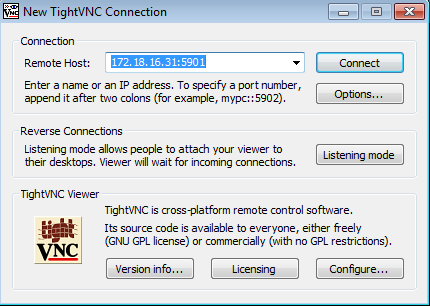 New TightVNC Connection
Connection
Remote Host: 172.18.16.31:5901 Connect
Enter a name or an IP address. To specify a port number,
append it after two colons (for example, mypc::5902). Options...
Reverse Connections
Listening mode allows people to attach your viewer to
their desktops. Viewer will wait for incoming connections. Listening mode
TightVNC Viewer
TightVNC is cross-platform remote control software.
Its source code is available to everyone, either freely
(GNU GPL license) or commercially (with no GPL restrictions).
VNC
Version info... Licensing Configure...